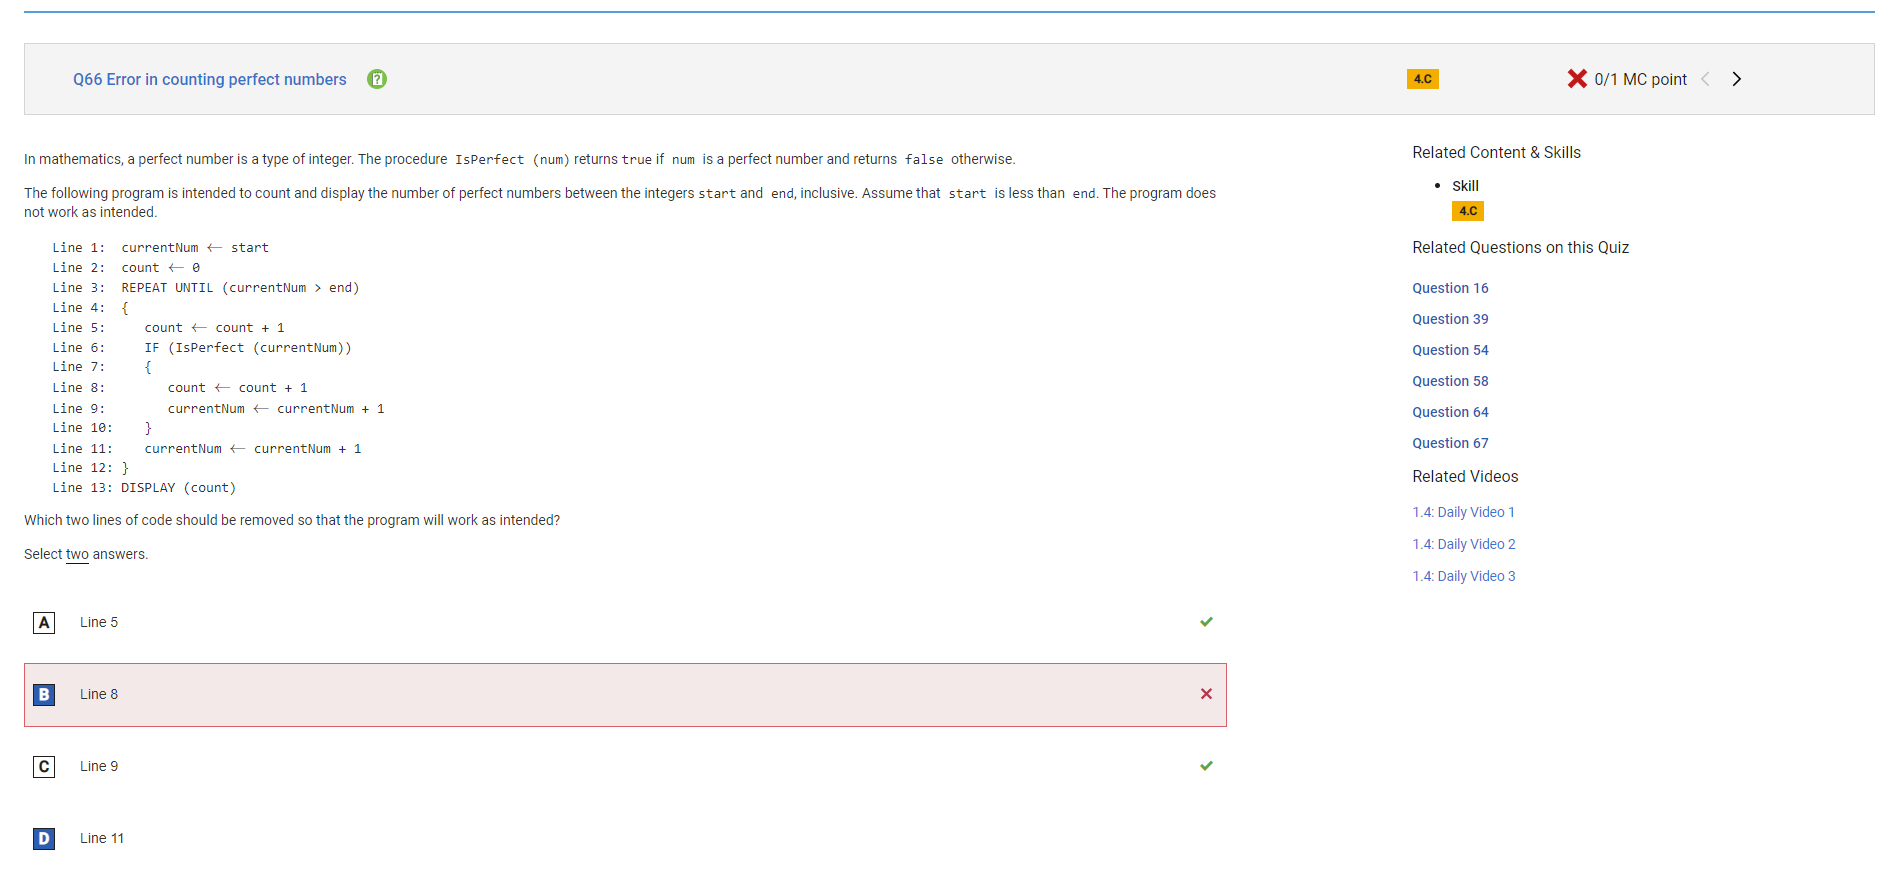 Q66 Error in counting perfect numbers
4.C
0/1 MC point
In mathematics, a perfect number is a type of integer. The procedure IsPerfect (num) returns true if num is a perfect number and returns false otherwise.
The following program is intended to count and display the number of perfect numbers between the integers start and end, inclusive. Assume that start is less than end. The program does
not work as intended.
Line 1: currentNum ← start
Line 2: count ← 0
Line 3: REPEAT UNTIL (currentNum > end)
Line 4: {
Line 5: count ← count + 1
Line 6: IF (IsPerfect (currentNum))
Line 7: {
Line 8: count ← count + 1
Line 9: currentNum ← currentNum + 1
Line 10: }
Line 11: currentNum ← currentNum + 1
Line 12: }
Line 13: DISPLAY (count)
Which two lines of code should be removed so that the program will work as intended?
Select two answers.
A Line 5
B Line 8
C Line 9
D Line 11
Related Content & Skills
• Skill
4.C
Related Questions on this Quiz
Question 16
Question 39
Question 54
Question 58
Question 64
Question 67
Related Videos
1.4: Daily Video 1
1.4: Daily Video 2
1.4: Daily Video 3